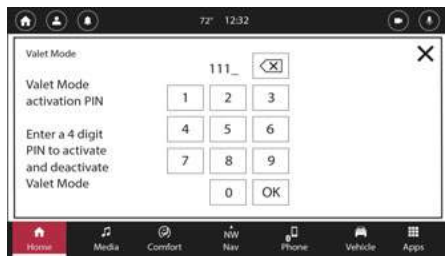 72° 12:32
Valet Mode
111_
Valet Mode
activation PIN
1 2 3
Enter a 4 digit
PIN to activate
and deactivate
Valet Mode
4 5 6
7 8 9
0 OK
NW
Home Media Comfort Nav Phone Vehicle Apps